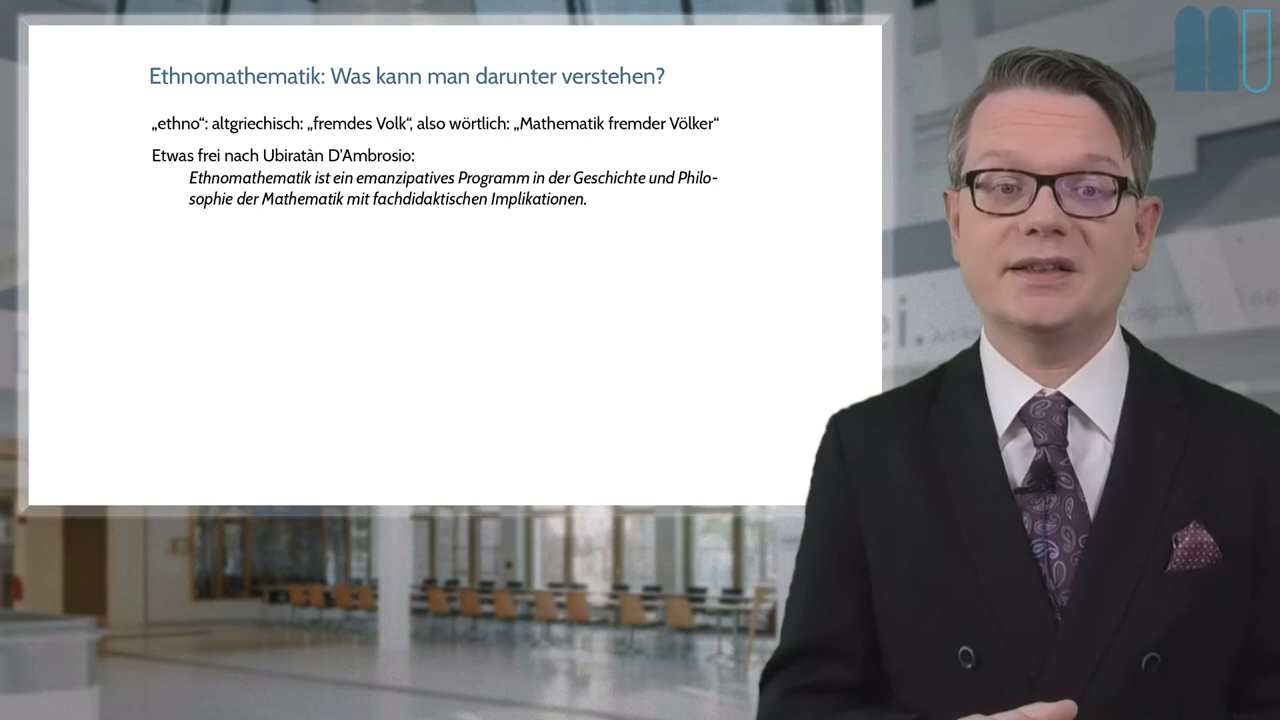 Ethnomathematik: Was kann man darunter verstehen?
„ethno“: altgriechisch: „fremdes Volk“, also wörtlich: „Mathematik fremder Völker“
Etwas frei nach Ubiratàn D'Ambrosio:
Ethnomathematik ist ein emanzipatives Programm in der Geschichte und Philo-
sophie der Mathematik mit fachdidaktischen Implikationen.
ei.